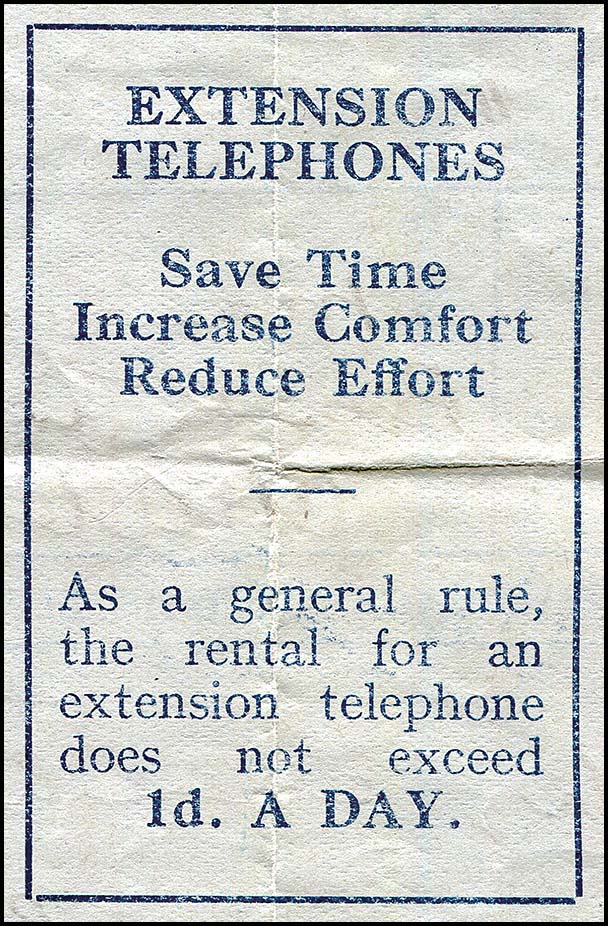 EXTENSION
TELEPHONES
Save Time
Increase Comfort
Reduce Effort
As a general rule,
the rental for an
extension telephone
does not exceed
1d. A DAY.